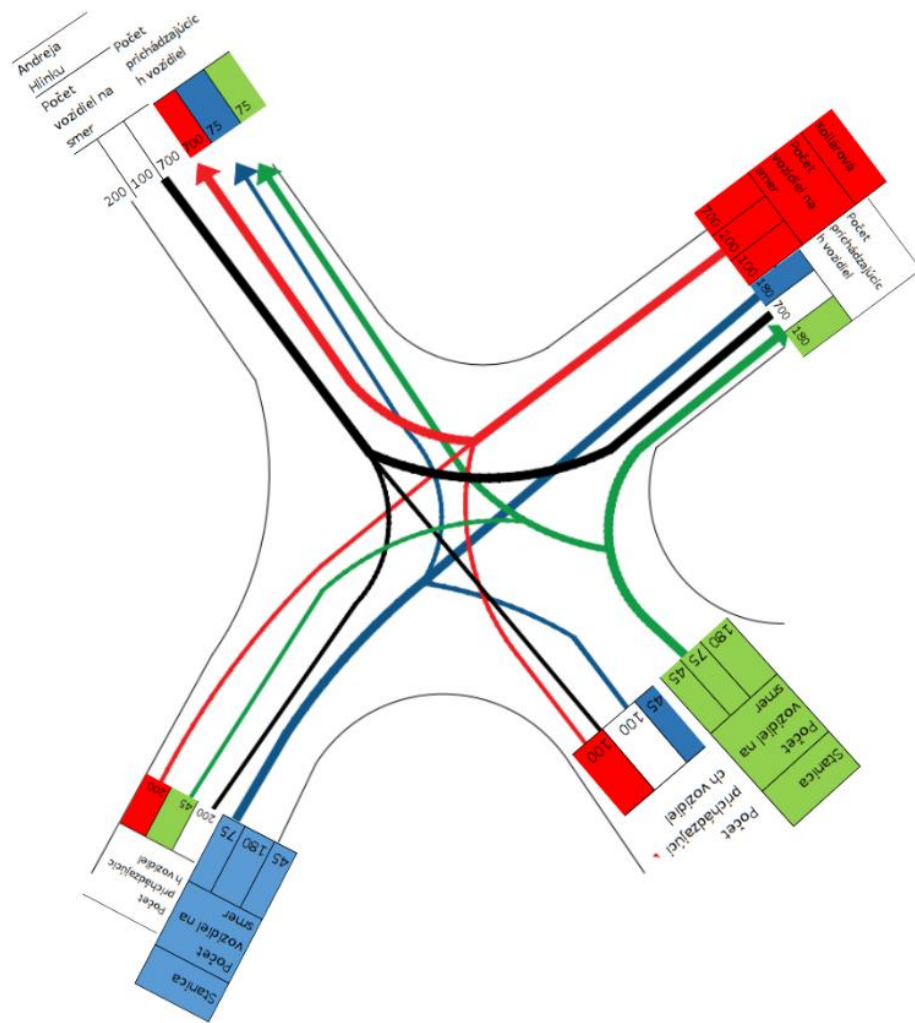 Andreja
Hlinku
Počet
vozidiel na
smer
Počet
prichádzajúcic
h vozidiel
200
100
700
700
75
75
Kollárová
Počet
vozidiel na
smer
700
200
100
Počet
prichádzajúcic
h vozidiel
180
700
180
180
75
45
Počet
vozidiel na
smer
Stanica
100
100
45
Počet
prichádzajúci
ch vozidiel
200
45
200
Počet
prichádzajúcic
h vozidiel
75
180
45
Počet
vozidiel na
smer
Stanica